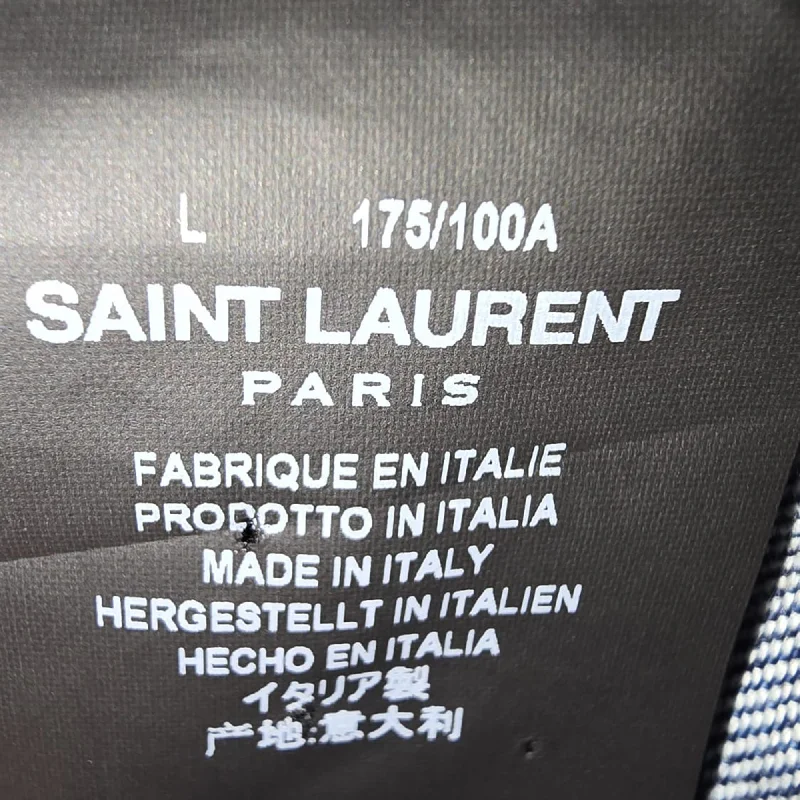 L 175/100A
SAINT LAURENT
PARIS
FABRIQUE EN ITALIE
PRODOTTO IN ITALIA
MADE IN ITALY
HERGESTELLT IN ITALIEN
HECHO EN ITALIA
イタリア製
产地:意大利